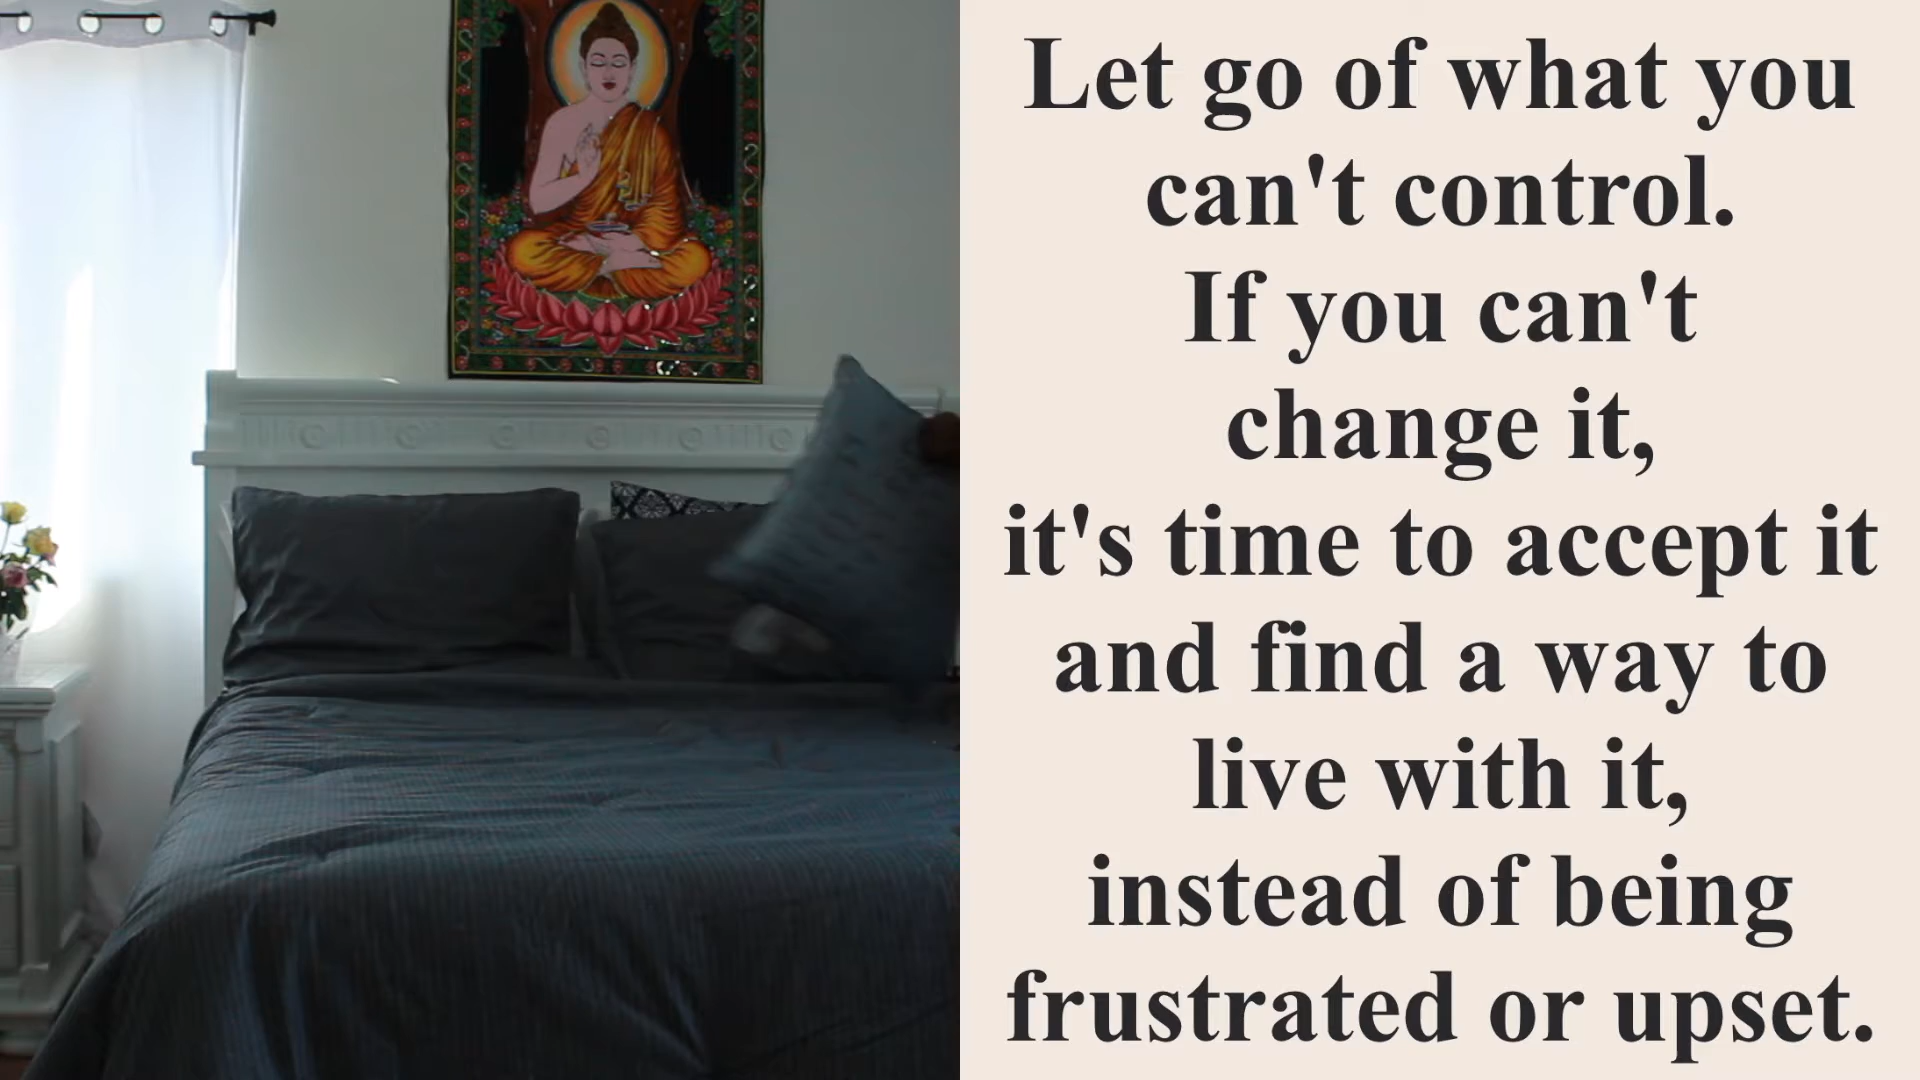 Let go of what you
can't control.
If you can't
change it,
it's time to accept it
and find a way to
live with it,
instead of being
frustrated or upset.